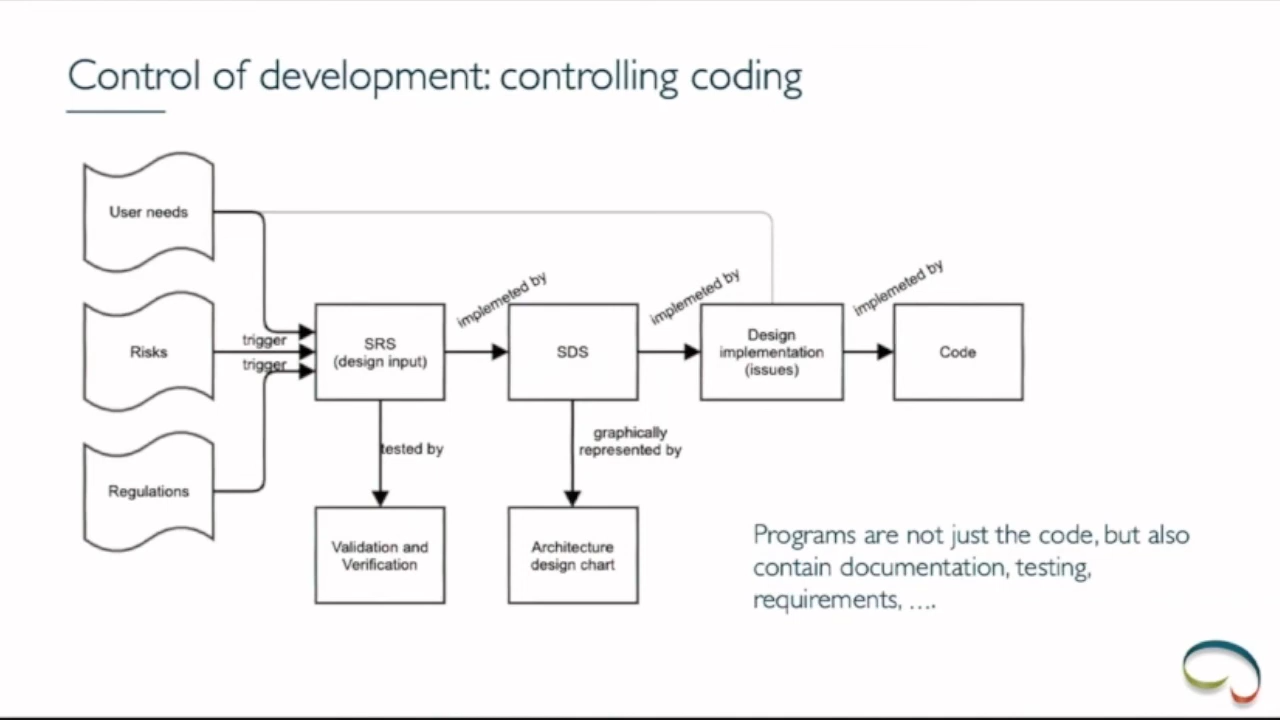 Control of development: controlling coding
User needs
Risks
Regulations
trigger
trigger
SRS
(design input)
implemeted by
SDS
implemeted by
Design
implementation
(issues)
implemeted by
Code
tested by
graphically
represented by
Validation and
Verification
Architecture
design chart
Programs are not just the code, but also
contain documentation, testing,
requirements, ….